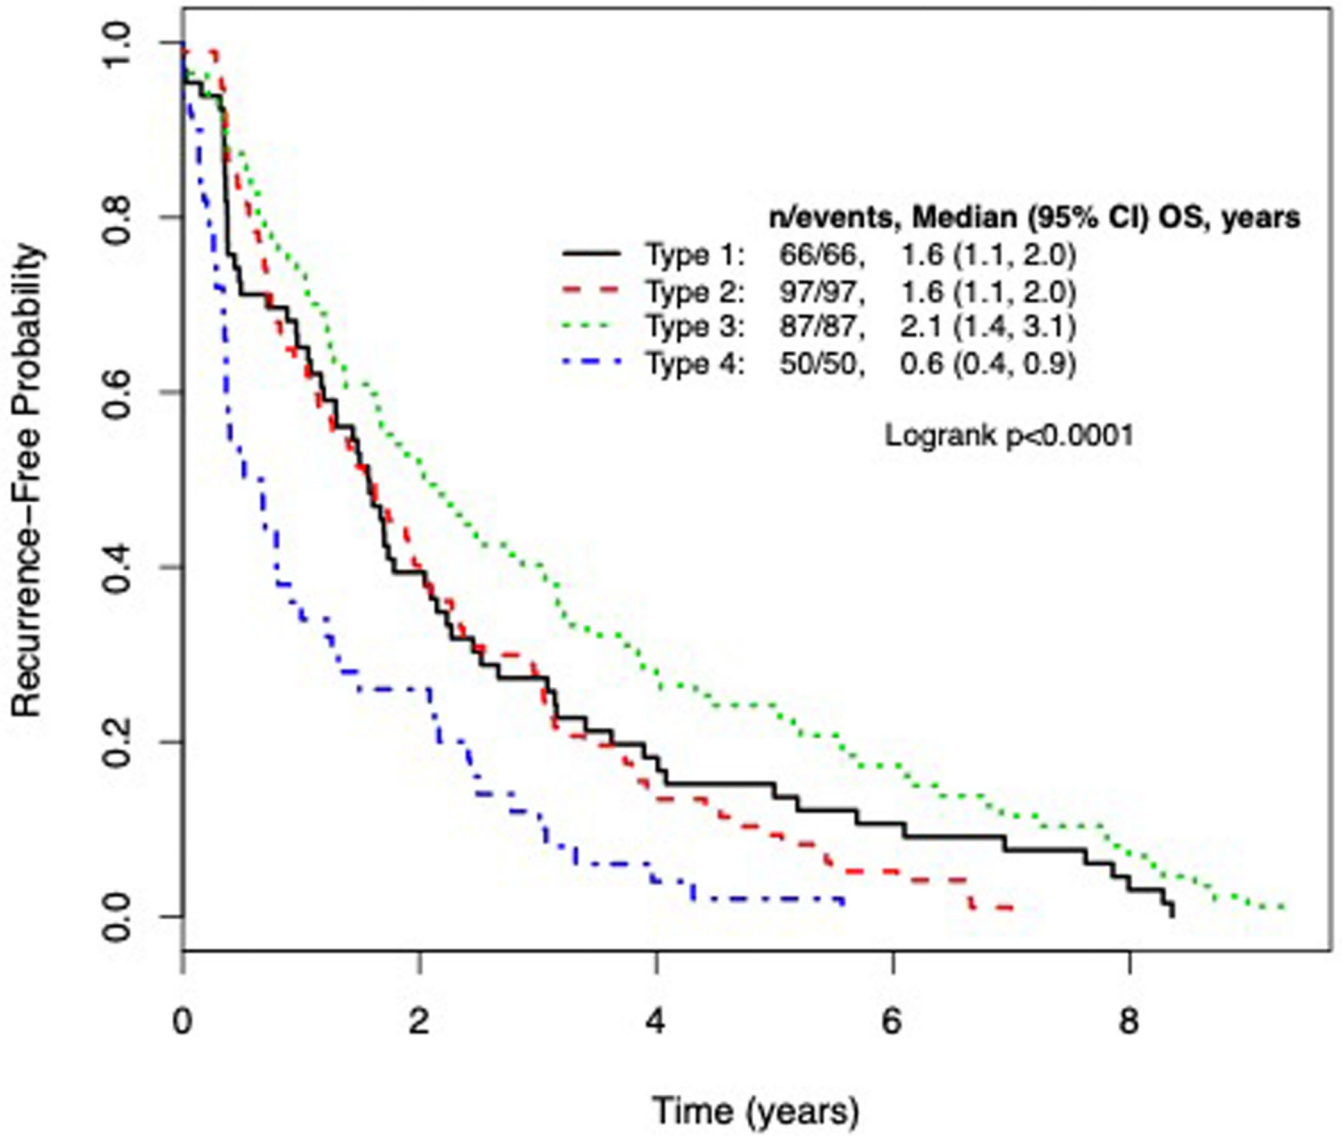 Recurrence–Free Probability
1.0
0.8
0.6
0.4
0.2
0.0
n/events, Median (95% CI) OS, years
Type 1: 66/66, 1.6 (1.1, 2.0)
Type 2: 97/97, 1.6 (1.1, 2.0)
Type 3: 87/87, 2.1 (1.4, 3.1)
Type 4: 50/50, 0.6 (0.4, 0.9)
Logrank p<0.0001
0 2 4 6 8
Time (years)